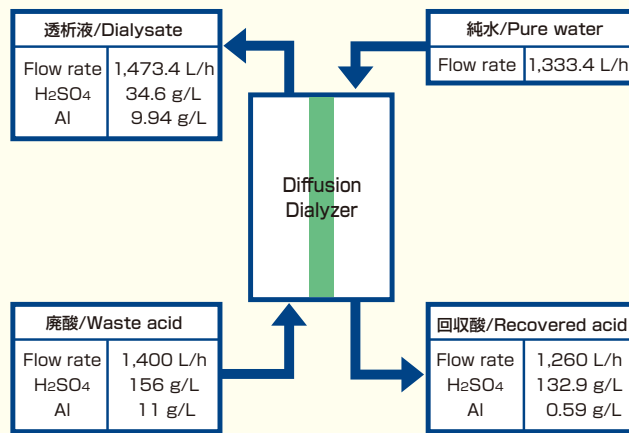 透析液/Dialysate
Flow rate 1,473.4 L/h
H2SO4 34.6 g/L
Al 9.94 g/L
純水/Pure water
Flow rate 1,333.4 L/h
Diffusion
Dialyzer
廃酸/Waste acid
Flow rate 1,400 L/h
H2SO4 156 g/L
Al 11 g/L
回収酸/Recovered acid
Flow rate 1,260 L/h
H2SO4 132.9 g/L
Al 0.59 g/L